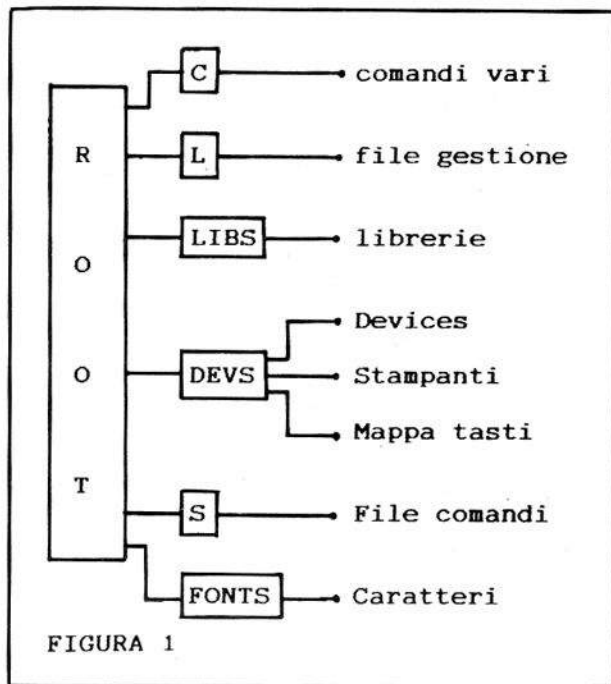 C comandi vari
R L file gestione
O LIBS librerie
Devices
O DEVS Stampanti
Mappa tasti
T S File comandi
FONTS Caratteri
FIGURA 1